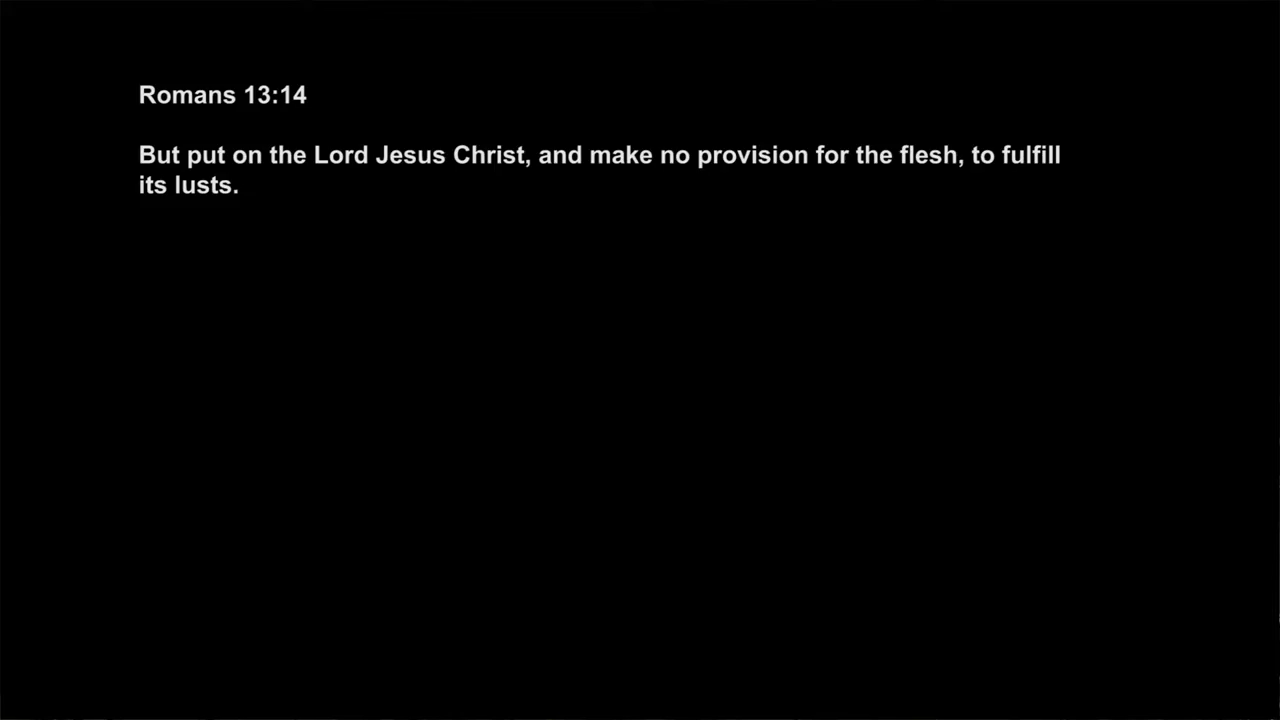 Romans 13:14
But put on the Lord Jesus Christ, and make no provision for the flesh, to fulfill
its lusts.